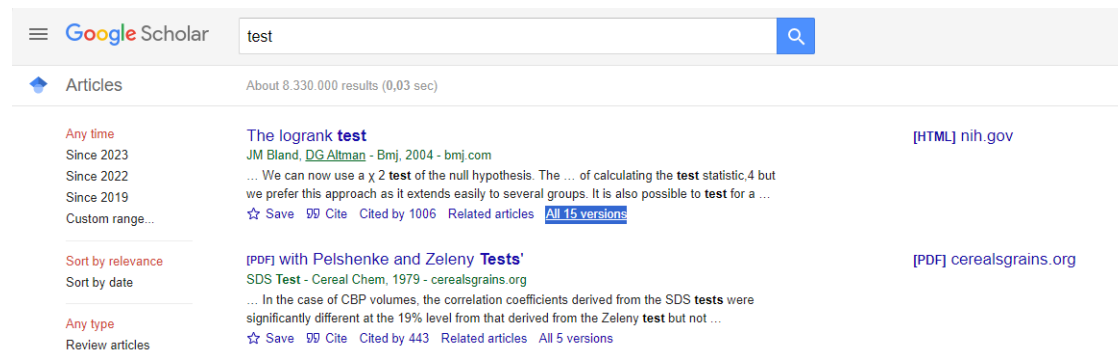 Google Scholar
test
Articles
About 8.330.000 results (0,03 sec)
Any time
Since 2023
Since 2022
Since 2019
Custom range...
Sort by relevance
Sort by date
Any type
Review articles
The logrank test
JM Bland, DG Altman - Bmj, 2004 - bmj.com
… We can now use a χ 2 test of the null hypothesis. The … of calculating the test statistic,4 but
we prefer this approach as it extends easily to several groups. It is also possible to test for a …
Save Cite Cited by 1006 Related articles All 15 versions
[HTML] nih.gov
[PDF] with Pelshenke and Zeleny Tests'
SDS Test - Cereal Chem, 1979 - cerealsgrains.org
… In the case of CBP volumes, the correlation coefficients derived from the SDS tests were
significantly different at the 19% level from that derived from the Zeleny test but not …
Save Cite Cited by 443 Related articles All 5 versions
[PDF] cerealsgrains.org